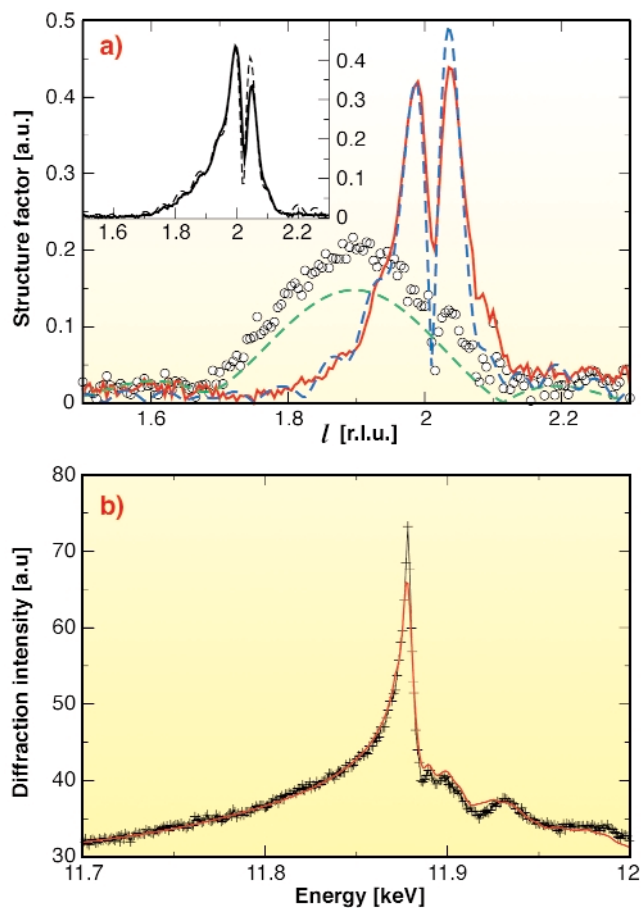 a)
0.5
0.4
0.3
0.2
0.1
0
Structure factor [a.u.]
0.4
0.3
0.2
0.1
0
1.6 1.8 2 2.2
1.6 1.8 2 2.2
l [r.l.u.]
b)
80
70
60
50
40
30
Diffraction intensity [a.u]
11.7 11.8 11.9 12
Energy [keV]